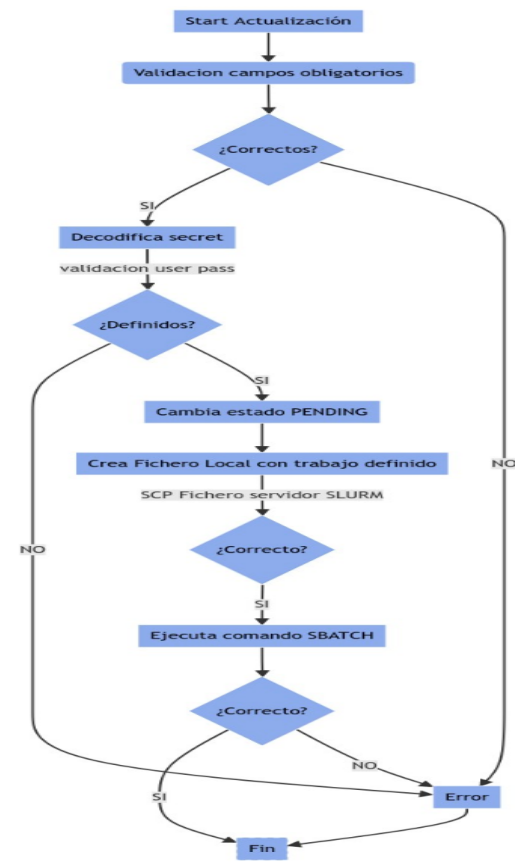 Start Actualización
Validacion campos obligatorios
¿Correctos?
SI
Decodifica secret
validacion user pass
¿Definidos?
SI
Cambia estado PENDING
Crea Fichero Local con trabajo definido
NO
SCP Fichero servidor SLURM
¿Correcto?
NO
SI
Ejecuta comando SBATCH
¿Correcto?
NO
SI
Error
Fin